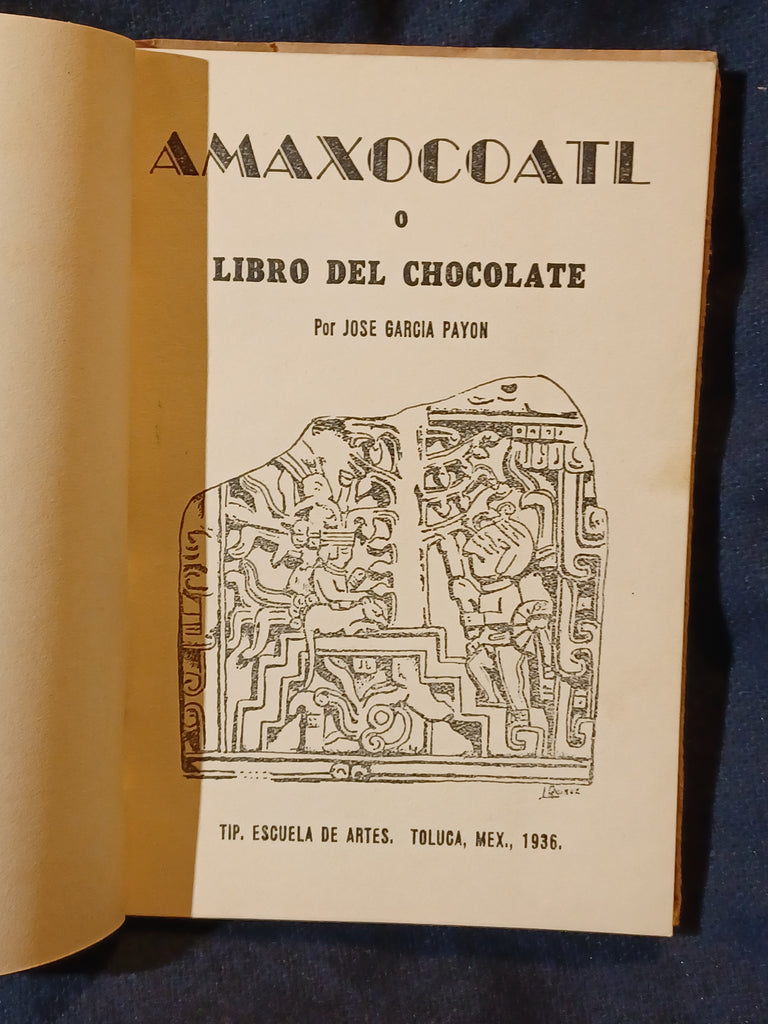 AMAXOCOATL
O
LIBRO DEL CHOCOLATE
Por JOSE GARCIA PAYON
TIP. ESCUELA DE ARTES. TOLUCA, MEX., 1936.